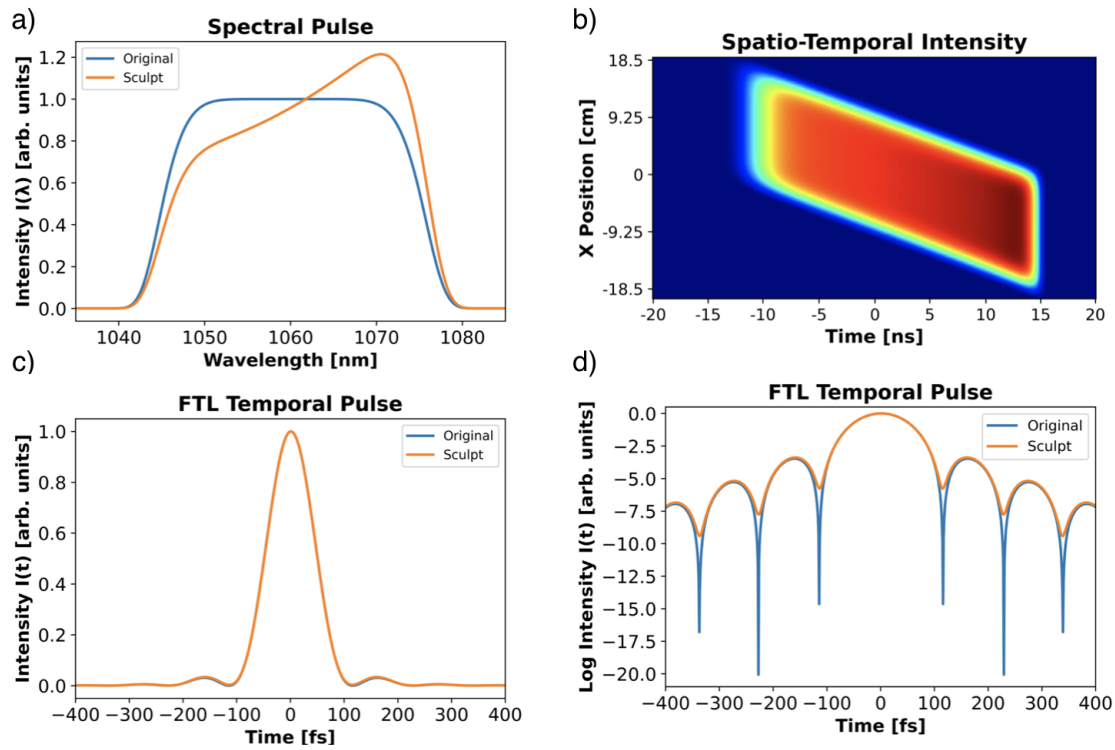 a)
Spectral Pulse
Original
Sculpt
Intensity I(λ) [arb. units]
1.2
1.0
0.8
0.6
0.4
0.2
0.0
1040 1050 1060 1070 1080
Wavelength [nm]
b)
Spatio-Temporal Intensity
X Position [cm]
18.5
9.25
0
-9.25
-18.5
-20 -15 -10 -5 0 5 10 15 20
Time [ns]
c)
FTL Temporal Pulse
Original
Sculpt
Intensity I(t) [arb. units]
1.0
0.8
0.6
0.4
0.2
0.0
−400 −300 −200 −100 0 100 200 300 400
Time [fs]
d)
FTL Temporal Pulse
Original
Sculpt
Log Intensity I(t) [arb. units]
0.0
−2.5
−5.0
−7.5
−10.0
−12.5
−15.0
−17.5
−20.0
−400 −300 −200 −100 0 100 200 300 400
Time [fs]